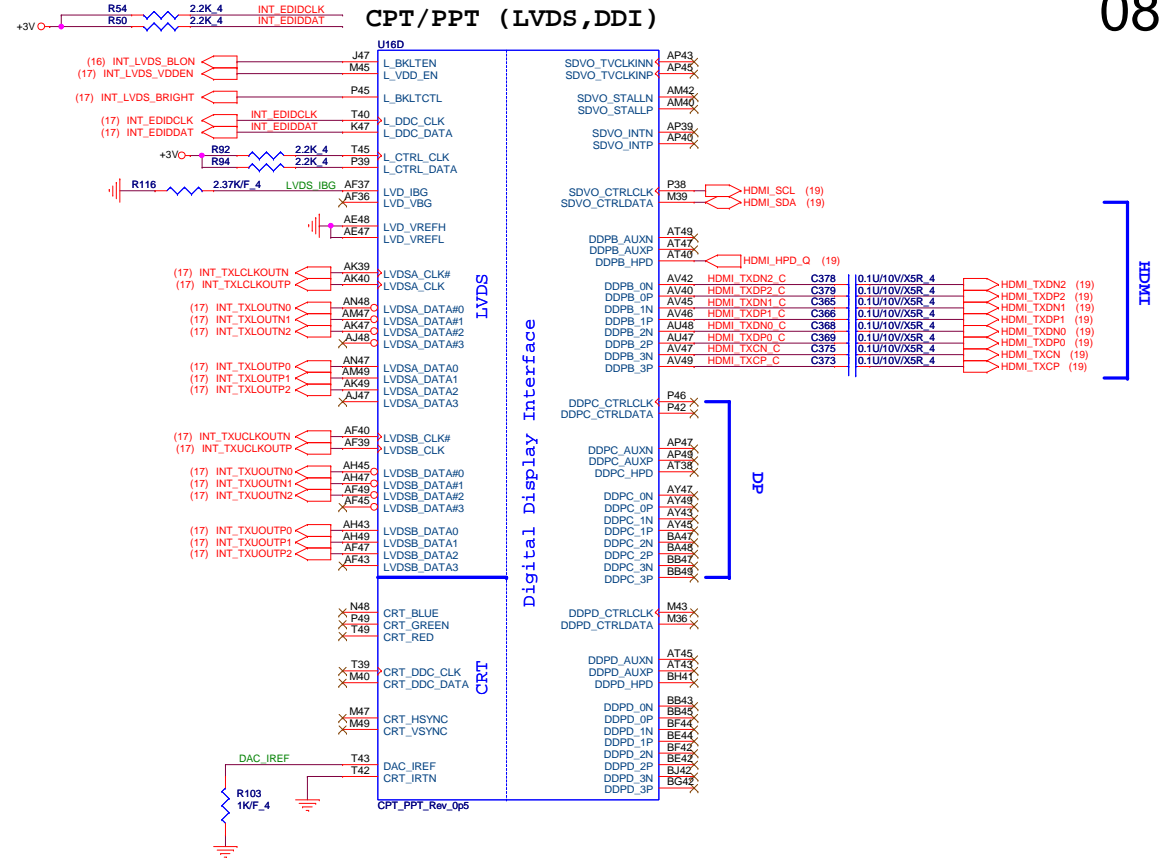 08
CPT/PPT (LVDS,DDI)
+3V
R54 2.2K_4 INT_EDIDCLK
R50 2.2K_4 INT_EDIDDAT
U16D
(16) INT_LVDS_BLON J47 L_BKLTEN
(17) INT_LVDS_VDDEN M45 L_VDD_EN
(17) INT_LVDS_BRIGHT P45 L_BKLTCTL
(17) INT_EDIDCLK INT_EDIDCLK T40 L_DDC_CLK
(17) INT_EDIDDAT INT_EDIDDAT K47 L_DDC_DATA
+3V R92 2.2K_4 T45 L_CTRL_CLK
R94 2.2K_4 P39 L_CTRL_DATA
R116 2.37K/F_4 LVDS_IBG AF37 LVD_IBG
AF36 LVD_VBG
AE48 LVD_VREFH
AE47 LVD_VREFL
(17) INT_TXLCLKOUTN AK39 LVDSA_CLK#
(17) INT_TXLCLKOUTP AK40 LVDSA_CLK
(17) INT_TXLOUTN0 AN48 LVDSA_DATA#0
(17) INT_TXLOUTN1 AM47 LVDSA_DATA#1
(17) INT_TXLOUTN2 AK47 LVDSA_DATA#2
AJ48 LVDSA_DATA#3
(17) INT_TXLOUTP0 AN47 LVDSA_DATA0
(17) INT_TXLOUTP1 AM49 LVDSA_DATA1
(17) INT_TXLOUTP2 AK49 LVDSA_DATA2
AJ47 LVDSA_DATA3
(17) INT_TXUCLKOUTN AF40 LVDSB_CLK#
(17) INT_TXUCLKOUTP AF39 LVDSB_CLK
(17) INT_TXUOUTN0 AH45 LVDSB_DATA#0
(17) INT_TXUOUTN1 AH47 LVDSB_DATA#1
(17) INT_TXUOUTN2 AF49 LVDSB_DATA#2
AF45 LVDSB_DATA#3
(17) INT_TXUOUTP0 AH43 LVDSB_DATA0
(17) INT_TXUOUTP1 AH49 LVDSB_DATA1
(17) INT_TXUOUTP2 AF47 LVDSB_DATA2
AF43 LVDSB_DATA3
LVDS
N48 CRT_BLUE
P49 CRT_GREEN
T49 CRT_RED
T39 CRT_DDC_CLK
M40 CRT_DDC_DATA
CRT
M47 CRT_HSYNC
M49 CRT_VSYNC
DAC_IREF T43 DAC_IREF
T42 CRT_IRTN
R103
1K/F_4
CPT_PPT_Rev_0p5
Digital Display Interface
SDVO_TVCLKINN AP43
SDVO_TVCLKINP AP45
SDVO_STALLN AM42
SDVO_STALLP AM40
SDVO_INTN AP39
SDVO_INTP AP40
SDVO_CTRLCLK P38 HDMI_SCL (19)
SDVO_CTRLDATA M39 HDMI_SDA (19)
DDPB_AUXN AT49
DDPB_AUXP AT47
DDPB_HPD AT40 HDMI_HPD_Q (19)
DDPB_0N AV42 HDMI_TXDN2_C C378 0.1U/10V/X5R_4 HDMI_TXDN2 (19)
DDPB_0P AV40 HDMI_TXDP2_C C379 0.1U/10V/X5R_4 HDMI_TXDP2 (19)
DDPB_1N AV45 HDMI_TXDN1_C C365 0.1U/10V/X5R_4 HDMI_TXDN1 (19)
DDPB_1P AV46 HDMI_TXDP1_C C366 0.1U/10V/X5R_4 HDMI_TXDP1 (19)
DDPB_2N AU48 HDMI_TXDN0_C C368 0.1U/10V/X5R_4 HDMI_TXDN0 (19)
DDPB_2P AU47 HDMI_TXDP0_C C369 0.1U/10V/X5R_4 HDMI_TXDP0 (19)
DDPB_3N AV47 HDMI_TXCN_C C375 0.1U/10V/X5R_4 HDMI_TXCN (19)
DDPB_3P AV49 HDMI_TXCP_C C373 0.1U/10V/X5R_4 HDMI_TXCP (19)
HDMI
DDPC_CTRLCLK P46
DDPC_CTRLDATA P42
DDPC_AUXN AP47
DDPC_AUXP AP49
DDPC_HPD AT38
DDPC_0N AY47
DDPC_0P AY49
DDPC_1N AY43
DDPC_1P AY45
DDPC_2N BA47
DDPC_2P BA48
DDPC_3N BB47
DDPC_3P BB49
DP
DDPD_CTRLCLK M43
DDPD_CTRLDATA M36
DDPD_AUXN AT45
DDPD_AUXP AT43
DDPD_HPD BH41
DDPD_0N BB43
DDPD_0P BB45
DDPD_1N BF44
DDPD_1P BE44
DDPD_2N BF42
DDPD_2P BE42
DDPD_3N BJ42
DDPD_3P BG42